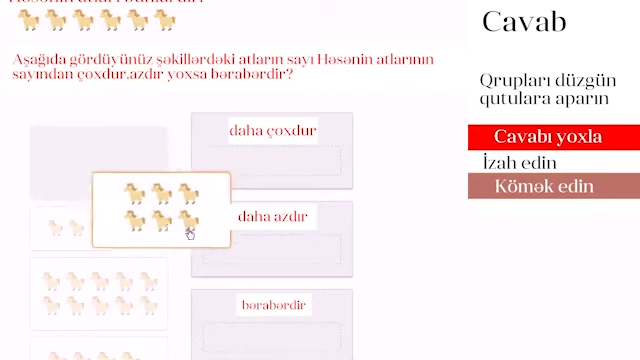 Aşağıda gördüyünüz şəkillərdəki atların sayı Həsənin atlarının
sayından çoxdur,azdır yoxsa bərabərdir?
daha çoxdur
daha azdır
bərabərdir
Cavab
Qrupları düzgün
qutulara aparın
Cavabı yoxla
İzah edin
Kömək edin